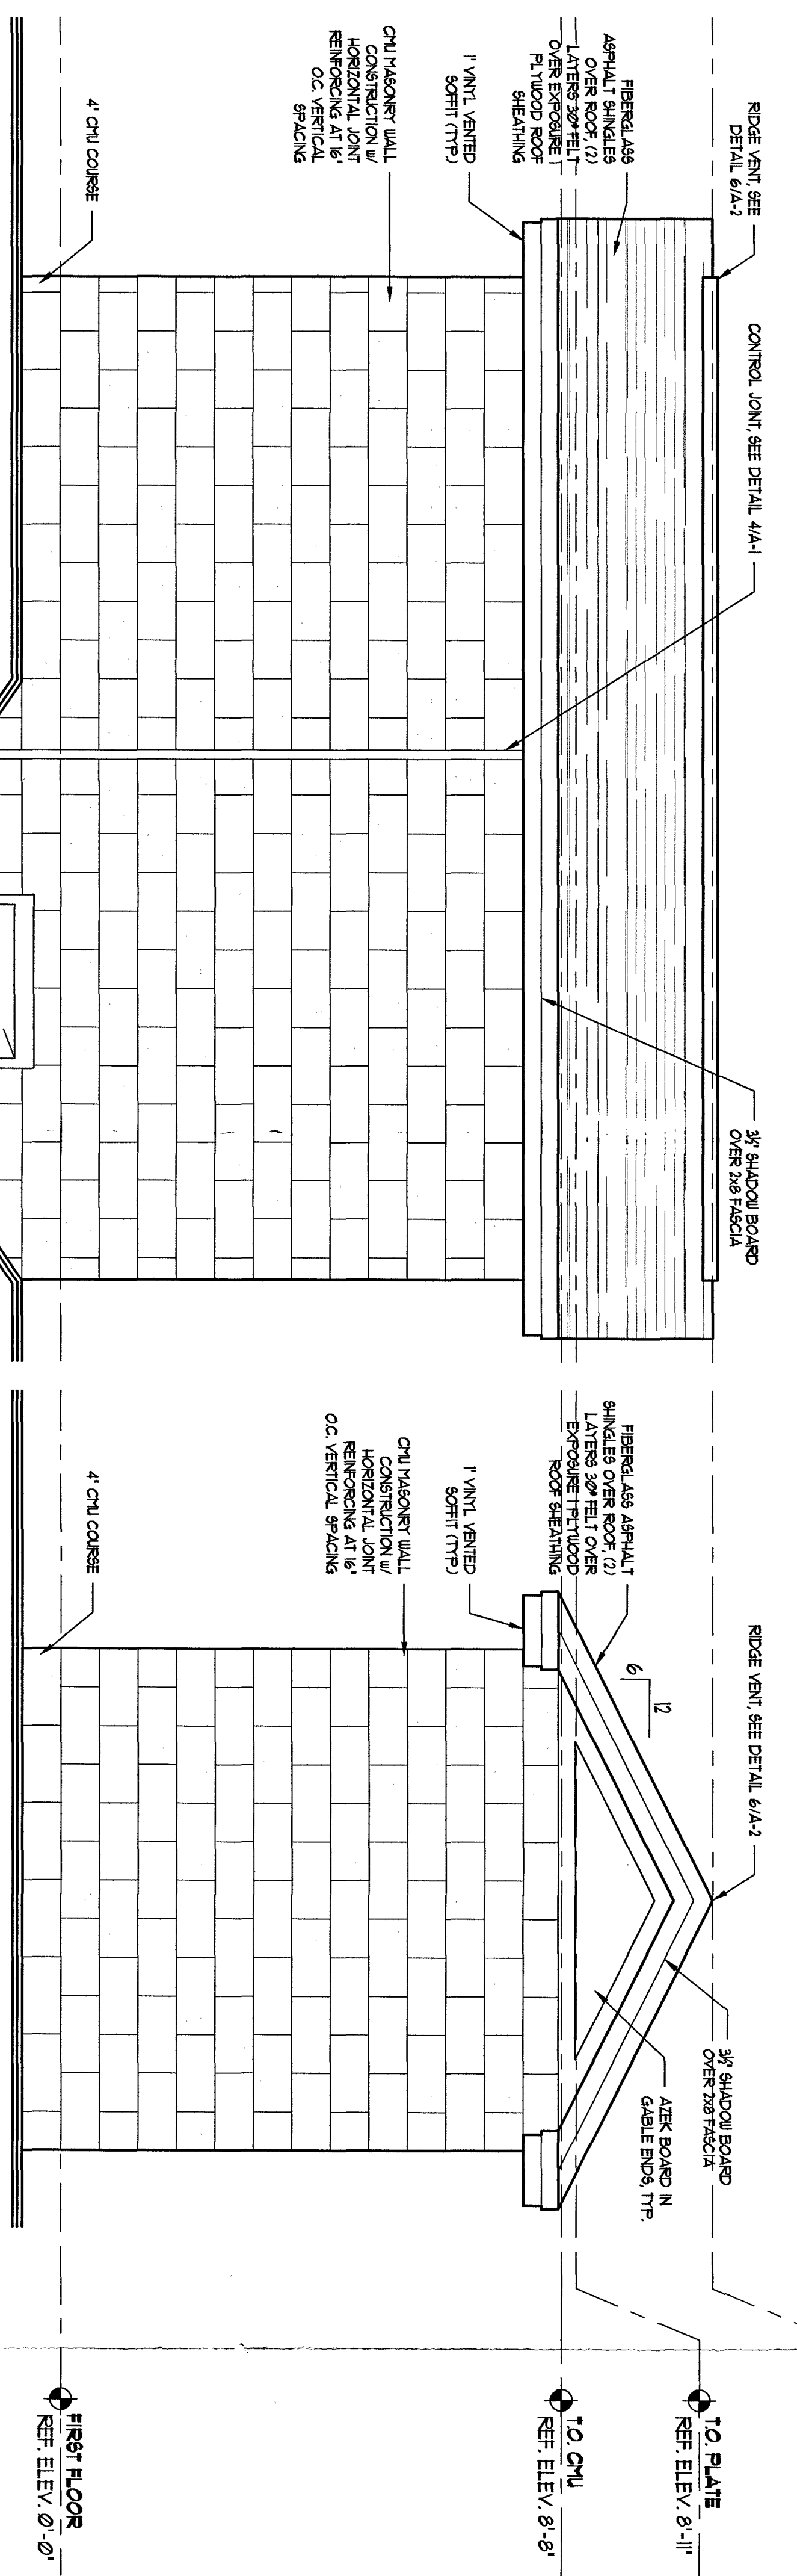 RIDGE VENT, SEE
DETAIL 6/A-2
FIBERGLASS
ASPHALT SHINGLES
OVER ROOF, (2)
LAYERS 30# FELT
OVER EXPOSURE 1
PLYWOOD ROOF
SHEATHING
1" VINYL VENTED
SOFFIT (TYP.)
CMU MASONRY WALL
CONSTRUCTION W/
HORIZONTAL JOINT
REINFORCING AT 16"
O.C. VERTICAL
SPACING
4" CMU COURSE
CONTROL JOINT, SEE DETAIL 4/A-1
3½" SHADOW BOARD
OVER 2x8 FASCIA
FIBERGLASS ASPHALT
SHINGLES OVER ROOF, (2)
LAYERS 30# FELT OVER
EXPOSURE 1 PLYWOOD
ROOF SHEATHING
1" VINYL VENTED
SOFFIT (TYP.)
CMU MASONRY WALL
CONSTRUCTION W/
HORIZONTAL JOINT
REINFORCING AT 16"
O.C. VERTICAL SPACING
4" CMU COURSE
RIDGE VENT, SEE DETAIL 6/A-2
12
6
3½" SHADOW BOARD
OVER 2x8 FASCIA
AZEK BOARD IN
GABLE ENDS, TYP.
T.O. PLATE
REF. ELEV. 8'-11"
T.O. CMU
REF. ELEV. 8'-8"
FIRST FLOOR
REF. ELEV. 0'-0"